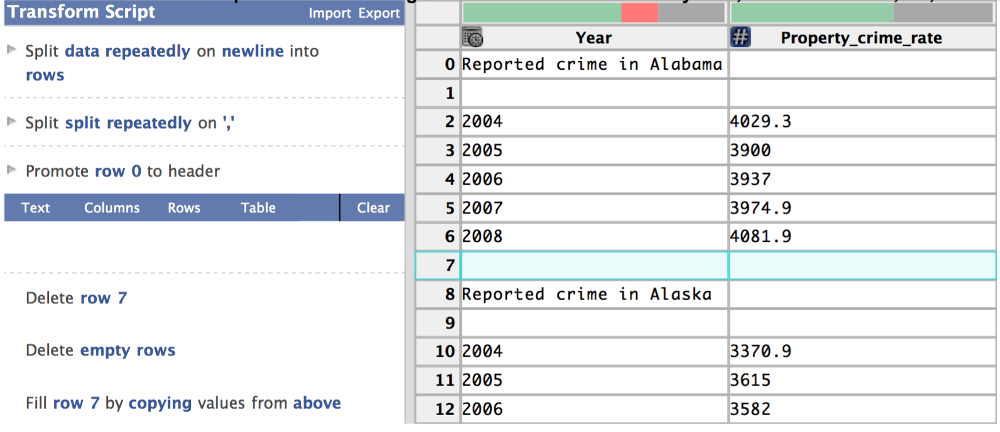 Transform Script Import Export
Split data repeatedly on newline into
rows
Split split repeatedly on ','
Promote row 0 to header
Text Columns Rows Table Clear
Delete row 7
Delete empty rows
Fill row 7 by copying values from above
# Year Property_crime_rate
0 Reported crime in Alabama
1
2 2004 4029.3
3 2005 3900
4 2006 3937
5 2007 3974.9
6 2008 4081.9
7
8 Reported crime in Alaska
9
10 2004 3370.9
11 2005 3615
12 2006 3582